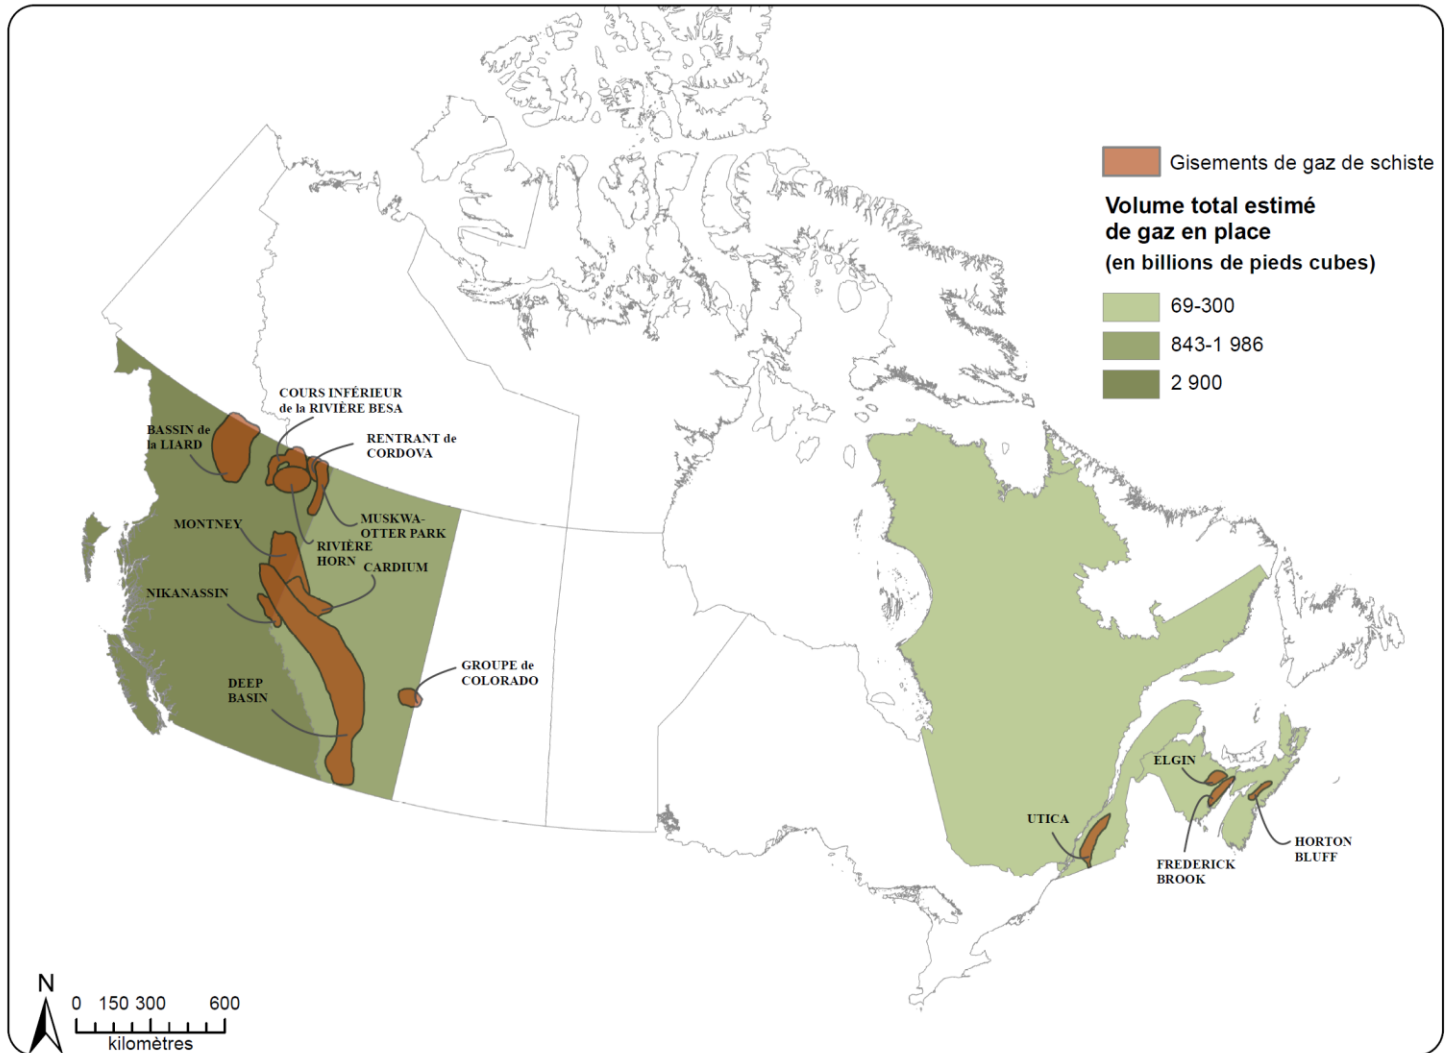 Gisements de gaz de schiste
Volume total estimé
de gaz en place
(en billions de pieds cubes)
69-300
843-1 986
2 900
COURS INFÉRIEUR
de la RIVIÈRE BESA
BASSIN de
la LIARD
RENTRANT de
CORDOVA
MONTNEY
MUSKWA-
OTTER PARK
RIVIÈRE
HORN
CARDIUM
NIKANASSIN
GROUPE de
COLORADO
DEEP
BASIN
ELGIN
UTICA
FREDERICK
BROOK
HORTON
BLUFF
N
0 150 300 600
kilomètres